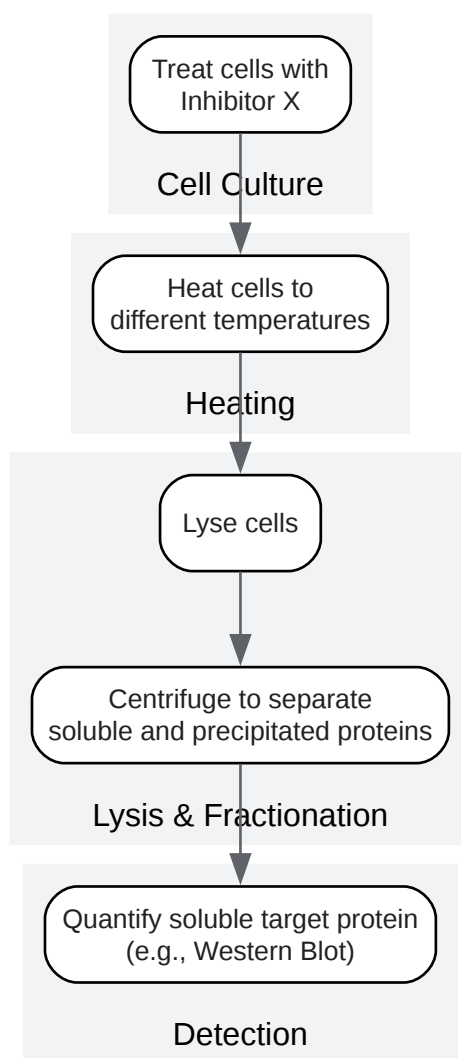 Treat cells with
Inhibitor X
Cell Culture
Heat cells to
different temperatures
Heating
Lyse cells
Centrifuge to separate
soluble and precipitated proteins
Lysis & Fractionation
Quantify soluble target protein
(e.g., Western Blot)
Detection